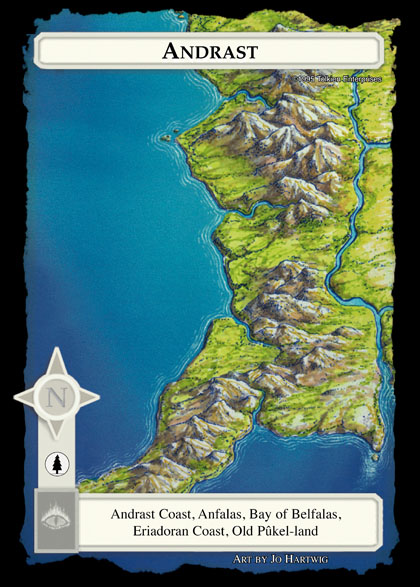 ANDRAST
©1995 Tolkien Enterprises
N
Andrast Coast, Anfalas, Bay of Belfalas,
Eriadoran Coast, Old Pûkel-land
ART BY JO HARTWIG